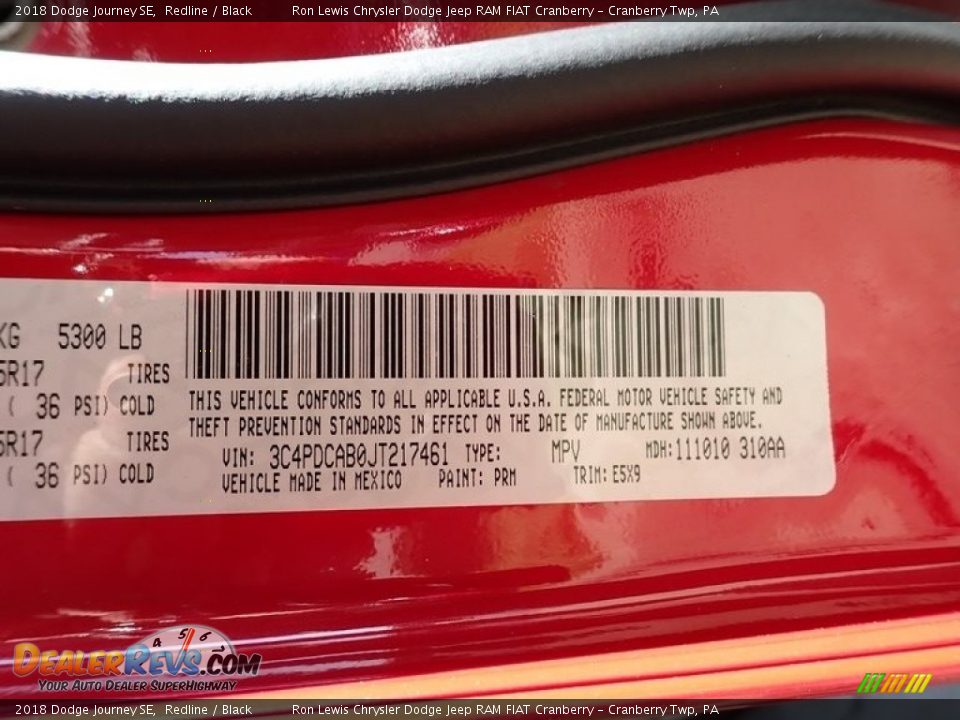 2018 Dodge Journey SE, Redline / Black Ron Lewis Chrysler Dodge Jeep RAM FIAT Cranberry - Cranberry Twp, PA
KG 5300 LB
5R17 TIRES
( 36 PSI) COLD
5R17 TIRES
( 36 PSI) COLD
THIS VEHICLE CONFORMS TO ALL APPLICABLE U.S.A. FEDERAL MOTOR VEHICLE SAFETY AND
THEFT PREVENTION STANDARDS IN EFFECT ON THE DATE OF MANUFACTURE SHOWN ABOVE.
VIN: 3C4PDCAB0JT217461 TYPE: MPV MDH:111010 310AA
VEHICLE MADE IN MEXICO PAINT: PRM TRIM: E5X9
4 5 6
DealerRevs.com
Your Auto Dealer SuperHighway
2018 Dodge Journey SE, Redline / Black Ron Lewis Chrysler Dodge Jeep RAM FIAT Cranberry - Cranberry Twp, PA